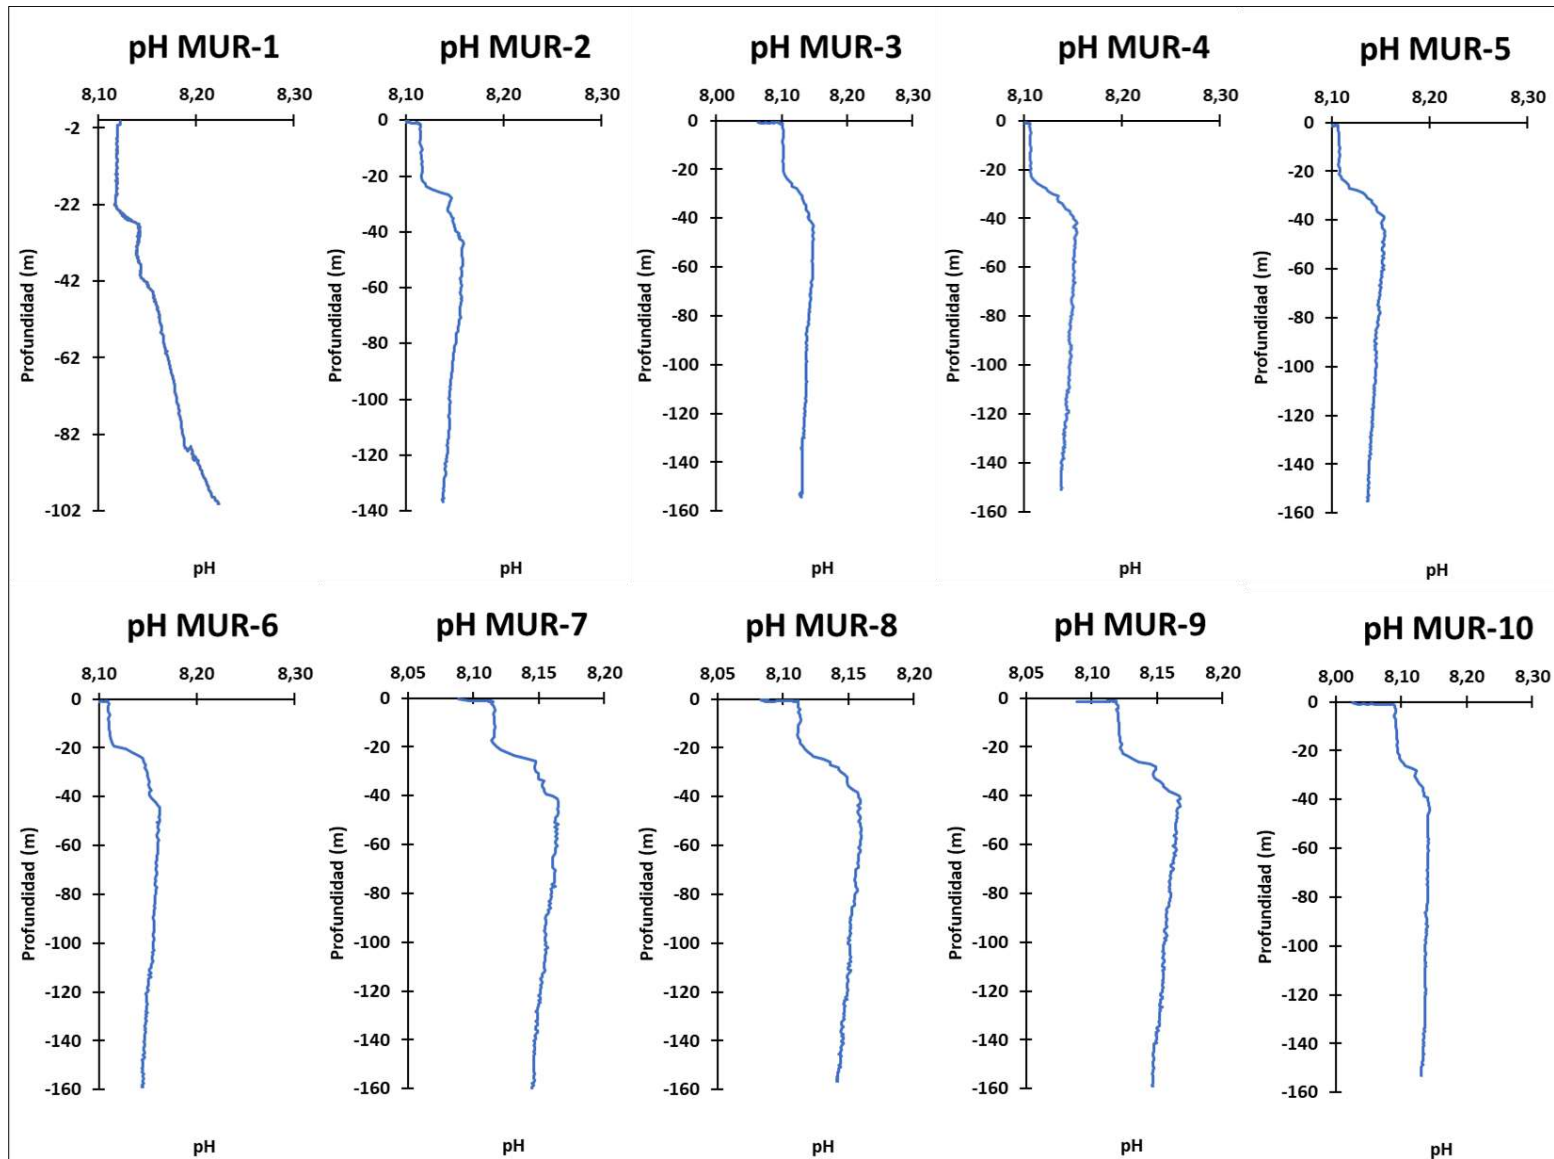 pH MUR-1
8,10 8,20 8,30
-2
-22
-42
-62
-82
-102
Profundidad (m)
pH
pH MUR-2
8,10 8,20 8,30
0
-20
-40
-60
-80
-100
-120
-140
Profundidad (m)
pH
pH MUR-3
8,00 8,10 8,20 8,30
0
-20
-40
-60
-80
-100
-120
-140
-160
Profundidad (m)
pH
pH MUR-4
8,10 8,20 8,30
0
-20
-40
-60
-80
-100
-120
-140
-160
Profundidad (m)
pH
pH MUR-5
8,10 8,20 8,30
0
-20
-40
-60
-80
-100
-120
-140
-160
Profundidad (m)
pH
pH MUR-6
8,10 8,20 8,30
0
-20
-40
-60
-80
-100
-120
-140
-160
Profundidad (m)
pH
pH MUR-7
8,05 8,10 8,15 8,20
0
-20
-40
-60
-80
-100
-120
-140
-160
Profundidad (m)
pH
pH MUR-8
8,05 8,10 8,15 8,20
0
-20
-40
-60
-80
-100
-120
-140
-160
Profundidad (m)
pH
pH MUR-9
8,05 8,10 8,15 8,20
0
-20
-40
-60
-80
-100
-120
-140
-160
Profundidad (m)
pH
pH MUR-10
8,00 8,10 8,20 8,30
0
-20
-40
-60
-80
-100
-120
-140
-160
Profundidad (m)
pH